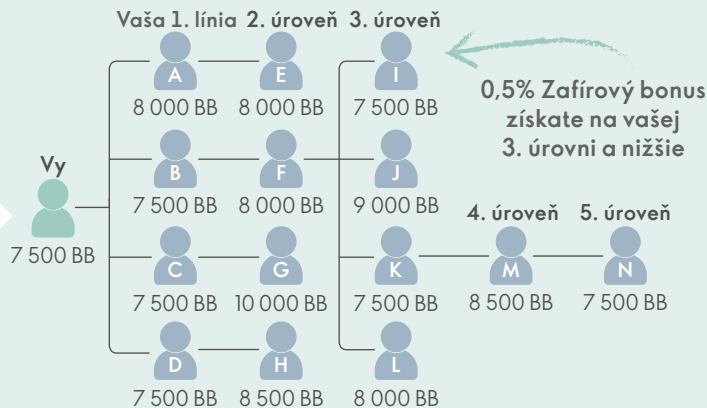 Vaša 1. línia 2. úroveň 3. úroveň
A E I
8 000 BB 8 000 BB 7 500 BB
0,5% Zafírový bonus
získate na vašej
3. úrovni a nižšie
Vy
7 500 BB
B F J
7 500 BB 8 000 BB 9 000 BB
4. úroveň 5. úroveň
C G K M N
7 500 BB 10 000 BB 7 500 BB 8 500 BB 7 500 BB
D H L
7 500 BB 8 500 BB 8 000 BB